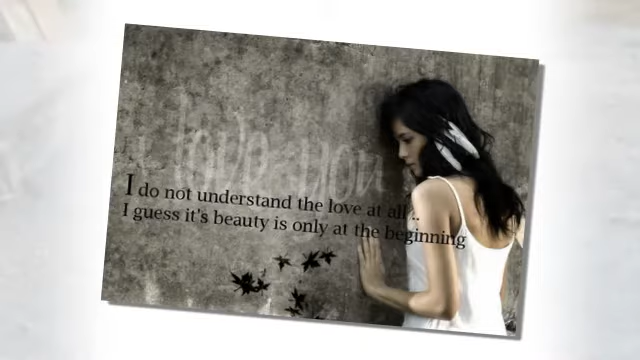 i love you
I do not understand the love at all ..
I guess it's beauty is only at the beginning